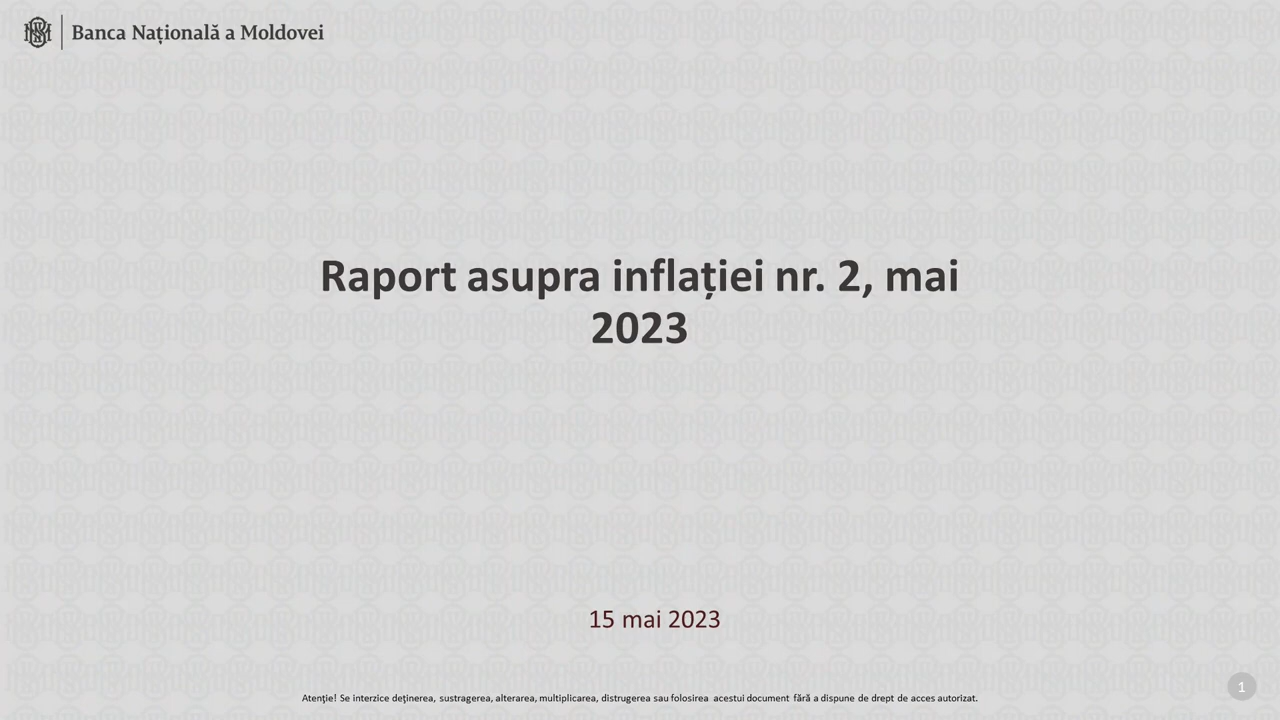 Banca Națională a Moldovei
Raport asupra inflației nr. 2, mai
2023
15 mai 2023
Atenție! Se interzice deţinerea, sustragerea, alterarea, multiplicarea, distrugerea sau folosirea acestui document fără a dispune de drept de acces autorizat.
1